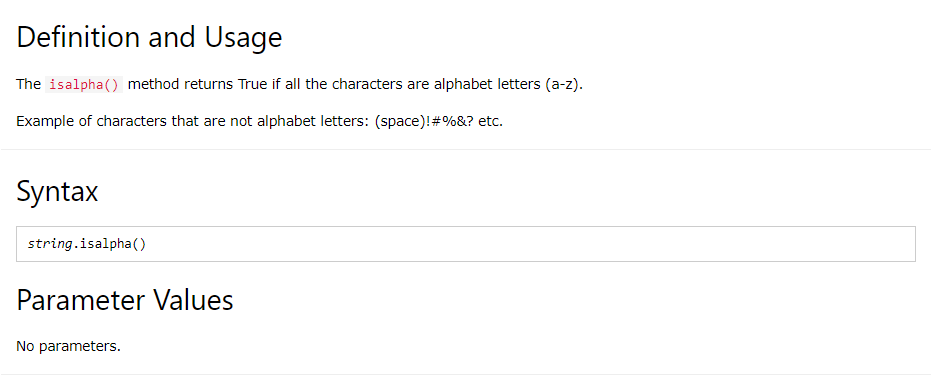 Definition and Usage
The isalpha() method returns True if all the characters are alphabet letters (a-z).
Example of characters that are not alphabet letters: (space)!#%&? etc.
Syntax
string.isalpha()
Parameter Values
No parameters.